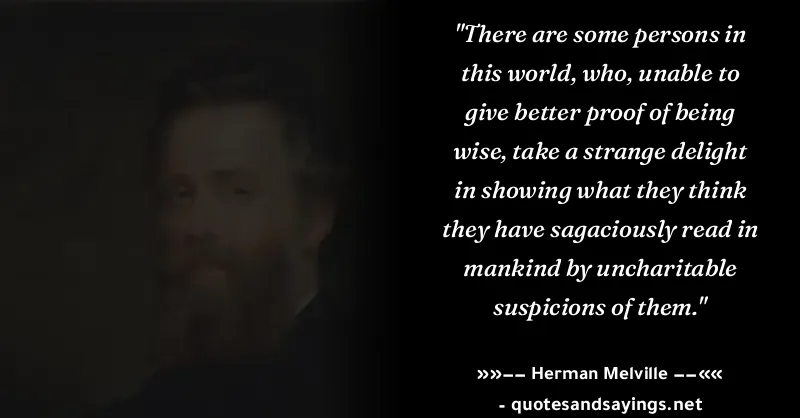 "There are some persons in
this world, who, unable to
give better proof of being
wise, take a strange delight
in showing what they think
they have sagaciously read in
mankind by uncharitable
suspicions of them."
»»–– Herman Melville ––««
- quotesandsayings.net